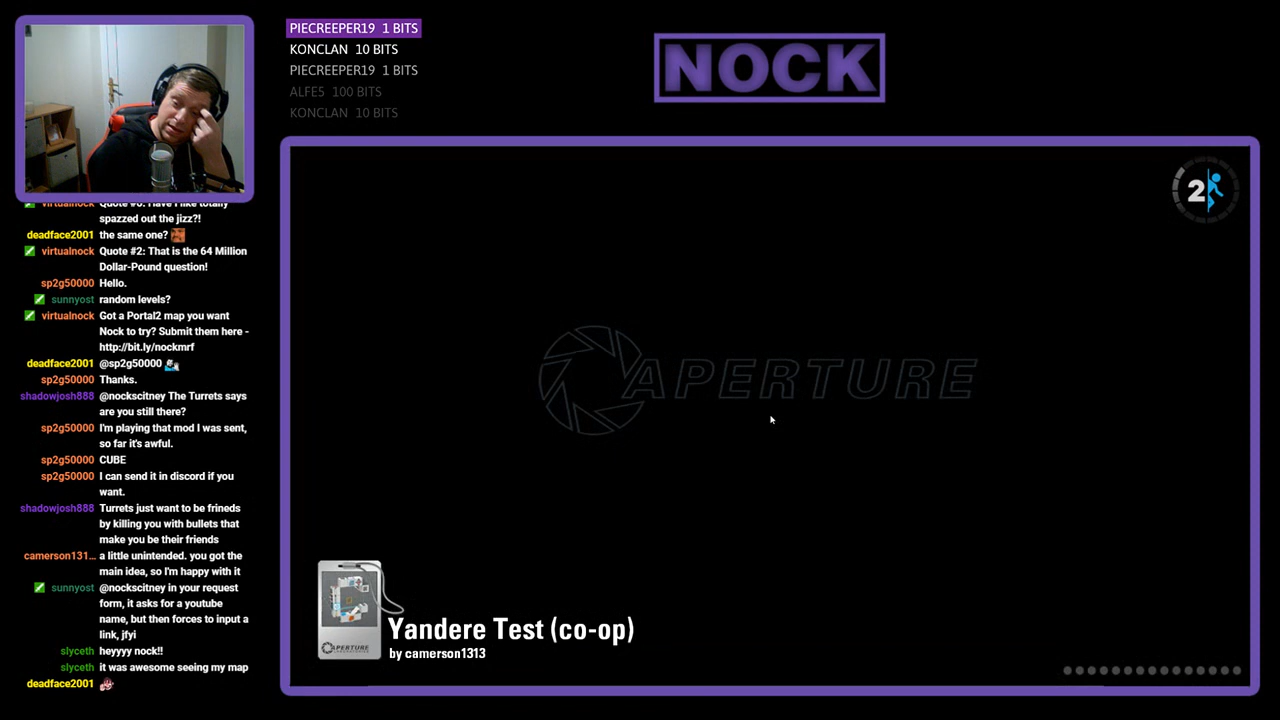 PIECREEPER19 1 BITS
KONCLAN 10 BITS
PIECREEPER19 1 BITS
ALFE5 100 BITS
KONCLAN 10 BITS
NOCK
virtualnock Quote #6: Have I like totally
spazzed out the jizz?!
deadface2001 the same one?
virtualnock Quote #2: That is the 64 Million
Dollar-Pound question!
sp2g50000 Hello.
sunnyost random levels?
virtualnock Got a Portal2 map you want
Nock to try? Submit them here -
http://bit.ly/nockmrf
deadface2001 @sp2g50000
sp2g50000 Thanks.
shadowjosh888 @nockscitney The Turrets says
are you still there?
sp2g50000 I'm playing that mod I was sent,
so far it's awful.
sp2g50000 CUBE
sp2g50000 I can send it in discord if you
want.
shadowjosh888 Turrets just want to be frineds
by killing you with bullets that
make you be their friends
camerson131... a little unintended. you got the
main idea, so I'm happy with it
sunnyost @nockscitney in your request
form, it asks for a youtube
name, but then forces to input a
link, jfyi
slyceth heyyyy nock!!
slyceth it was awesome seeing my map
deadface2001
2
APERTURE
APERTURE
Yandere Test (co-op)
by camerson1313